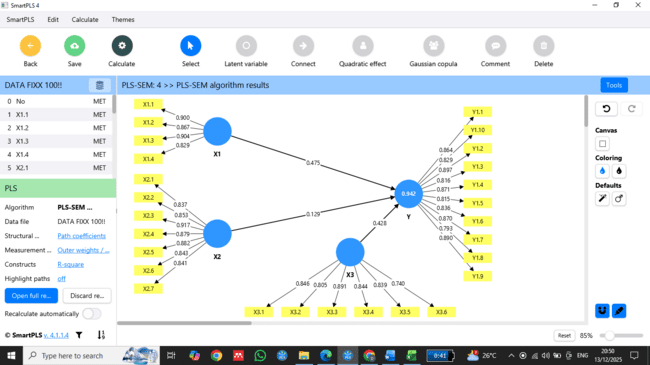 SmartPLS 4
SmartPLS Edit Calculate Themes
Back Save Calculate Select Latent variable Connect Quadratic effect Gaussian copula Comment Delete
DATA FIXX 100!! PLS-SEM: 4 >> PLS-SEM algorithm results Tools
0 No MET
1 X1.1 MET
2 X1.2 MET
3 X1.3 MET
4 X1.4 MET
5 X2.1 MET
PLS
Algorithm PLS-SEM ...
Data file DATA FIXX 100!!
Structural ... Path coefficients
Measurement ... Outer weights / ...
Constructs R-square
Highlight paths off
Open full re... Discard re...
Recalculate automatically
© SmartPLS v. 4.1.1.4
X1.1
X1.2
X1.3
X1.4
0.900
0.867
0.904
0.829
X1
0.475
X2.1
X2.2
X2.3
X2.4
X2.5
X2.6
X2.7
0.837
0.853
0.917
0.879
0.882
0.843
0.841
X2
0.129
0.428
X3
0.846 0.805 0.891 0.844 0.839 0.740
X3.1 X3.2 X3.3 X3.4 X3.5 X3.6
0.942
Y
0.864
0.829
0.897
0.816
0.871
0.815
0.836
0.870
0.793
0.890
Y1.1
Y1.10
Y1.2
Y1.3
Y1.4
Y1.5
Y1.6
Y1.7
Y1.8
Y1.9
Canvas
Coloring
Defaults
Reset 85%
Type here to search
0:41
26°C
ENG
20:50
13/12/2025